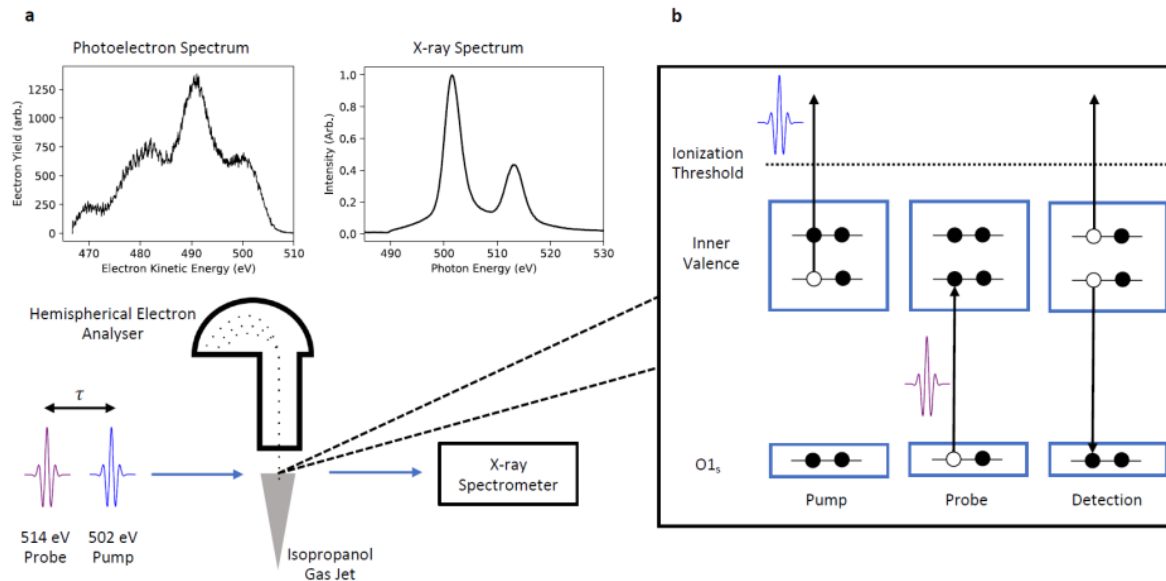 a
Photoelectron Spectrum
Eectron Yield (arb.)
1250
1000
750
500
250
0
470
480
490
500
510
Electron Kinetic Energy (eV)
X-ray Spectrum
Intensity (Arb.)
1.0
0.8
0.6
0.4
0.2
0.0
490
500
510
520
530
Photon Energy (eV)
Hemispherical Electron
Analyser
τ
514 eV
Probe
502 eV
Pump
Isopropanol
Gas Jet
X-ray
Spectrometer
b
Ionization
Threshold
Inner
Valence
O1s
Pump
Probe
Detection